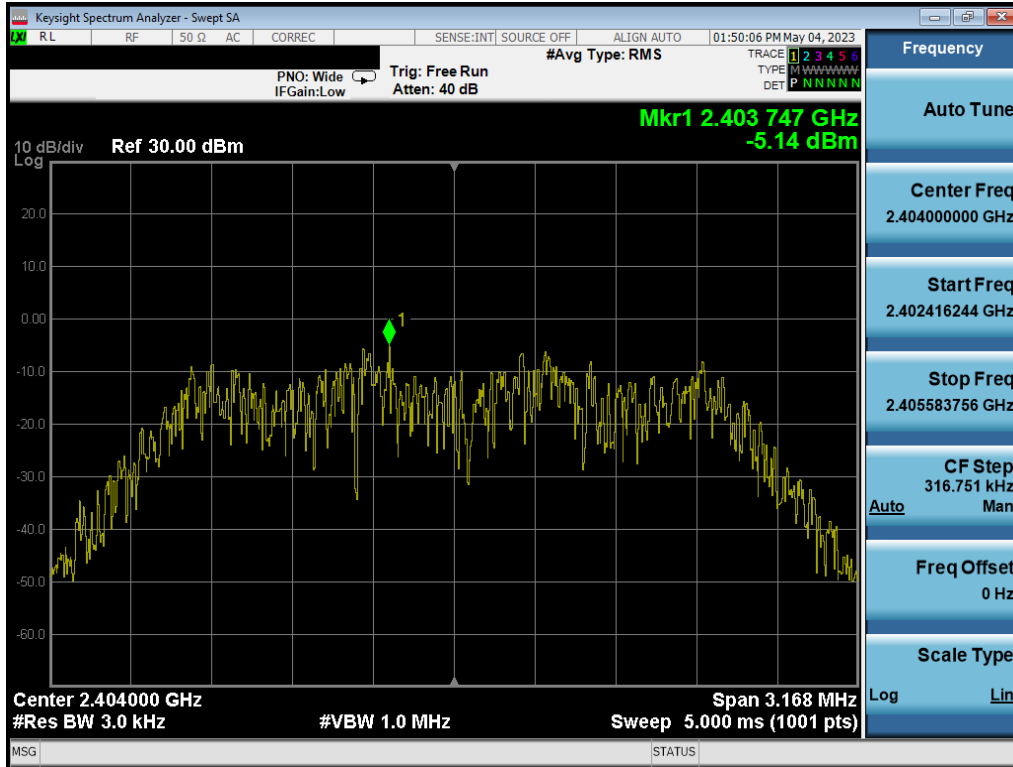 Keysight Spectrum Analyzer - Swept SA
LXI RL RF 50 Ω AC CORREC SENSE:INT SOURCE OFF ALIGN AUTO 01:50:06 PM May 04, 2023
#Avg Type: RMS
TRACE 1 2 3 4 5 6
PNO: Wide
Trig: Free Run
TYPE M WWWWW
IFGain:Low
Atten: 40 dB
DET P N N N N N
Mkr1 2.403 747 GHz
-5.14 dBm
10 dB/div
Ref 30.00 dBm
Log
20.0
10.0
0.00
-10.0
-20.0
-30.0
-40.0
-50.0
-60.0
1
Center 2.404000 GHz
Span 3.168 MHz
#Res BW 3.0 kHz
#VBW 1.0 MHz
Sweep 5.000 ms (1001 pts)
MSG
STATUS
Frequency
Auto Tune
Center Freq
2.404000000 GHz
Start Freq
2.402416244 GHz
Stop Freq
2.405583756 GHz
CF Step
316.751 kHz
Auto Man
Freq Offset
0 Hz
Scale Type
Log Lin